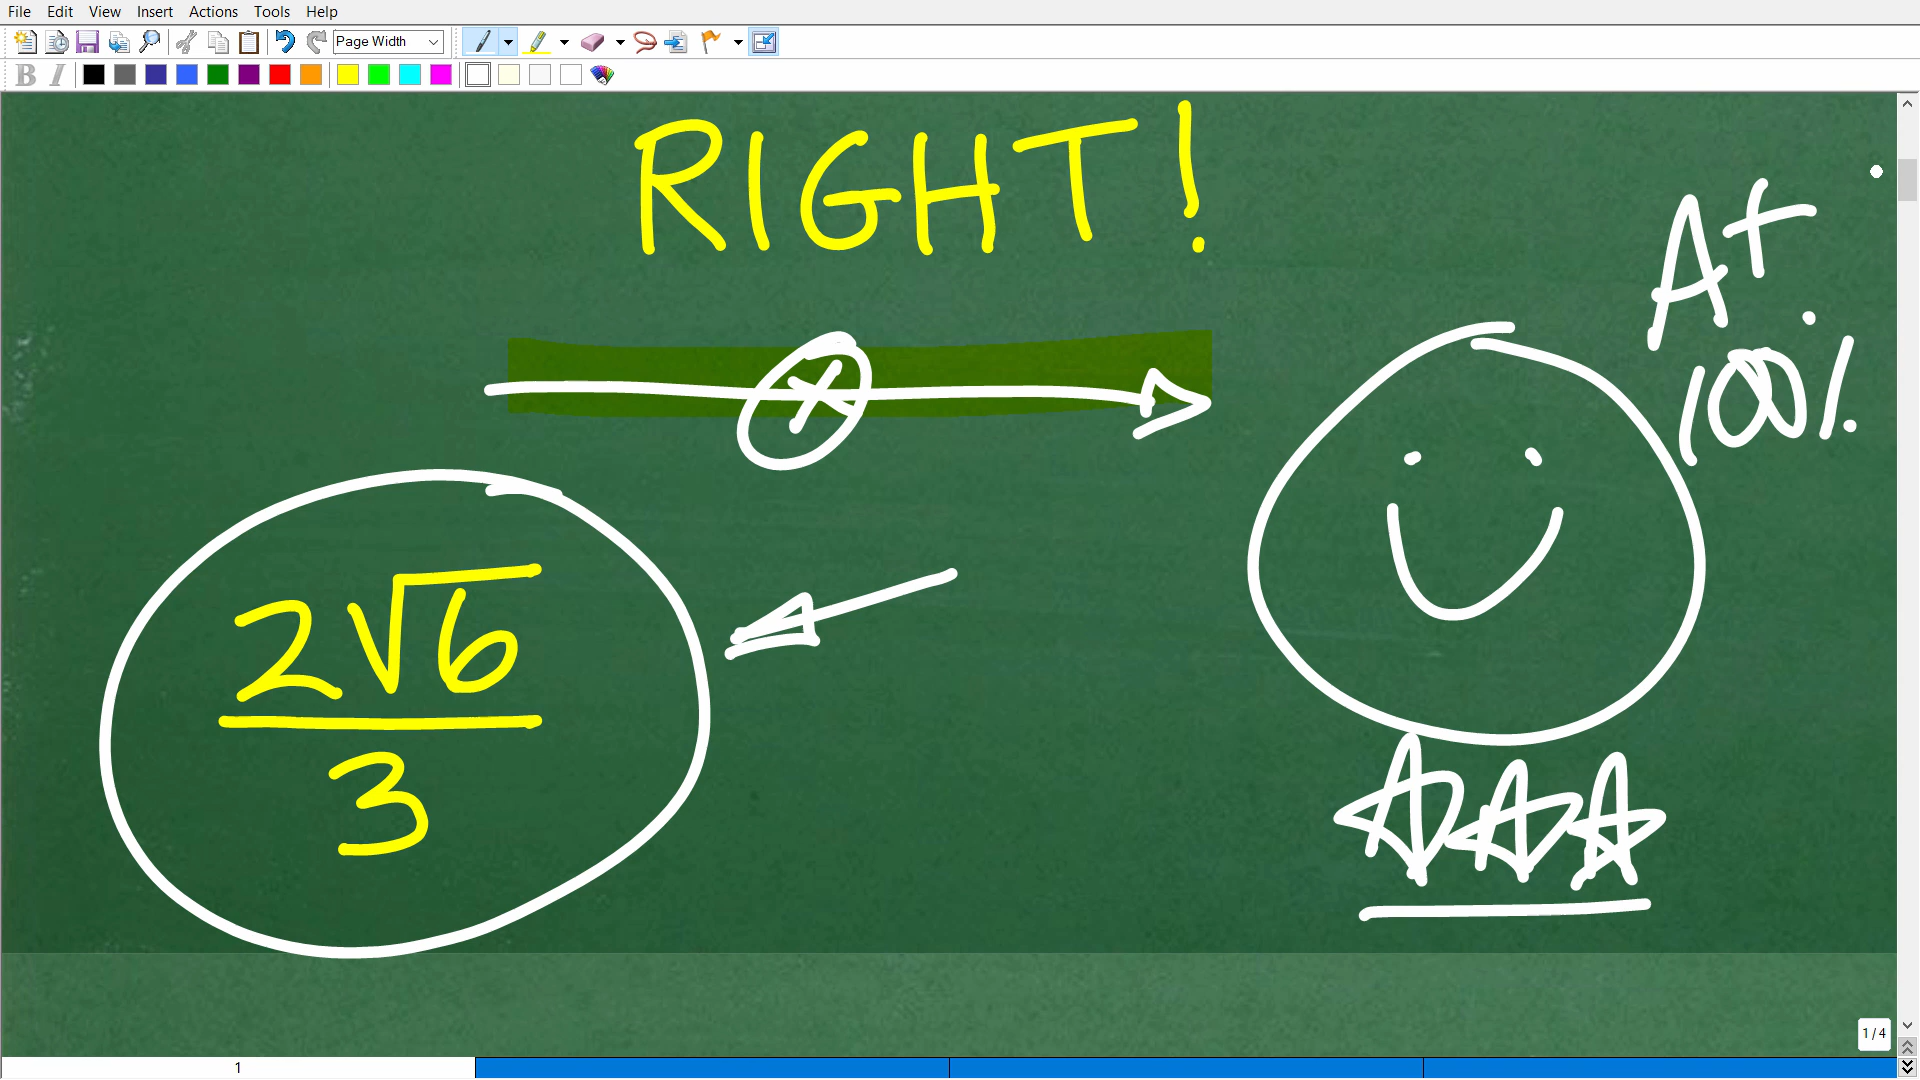 File Edit View Insert Actions Tools Help
Page Width
B I
RIGHT!
A+
100%
X
2√6
3
1 / 4
1